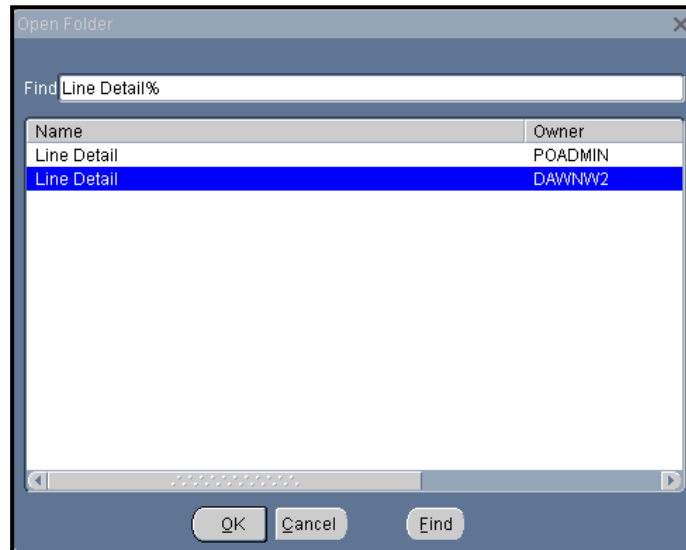 Open Folder
Find Line Detail%
Name Owner
Line Detail POADMIN
Line Detail DAWNW2
OK Cancel Find